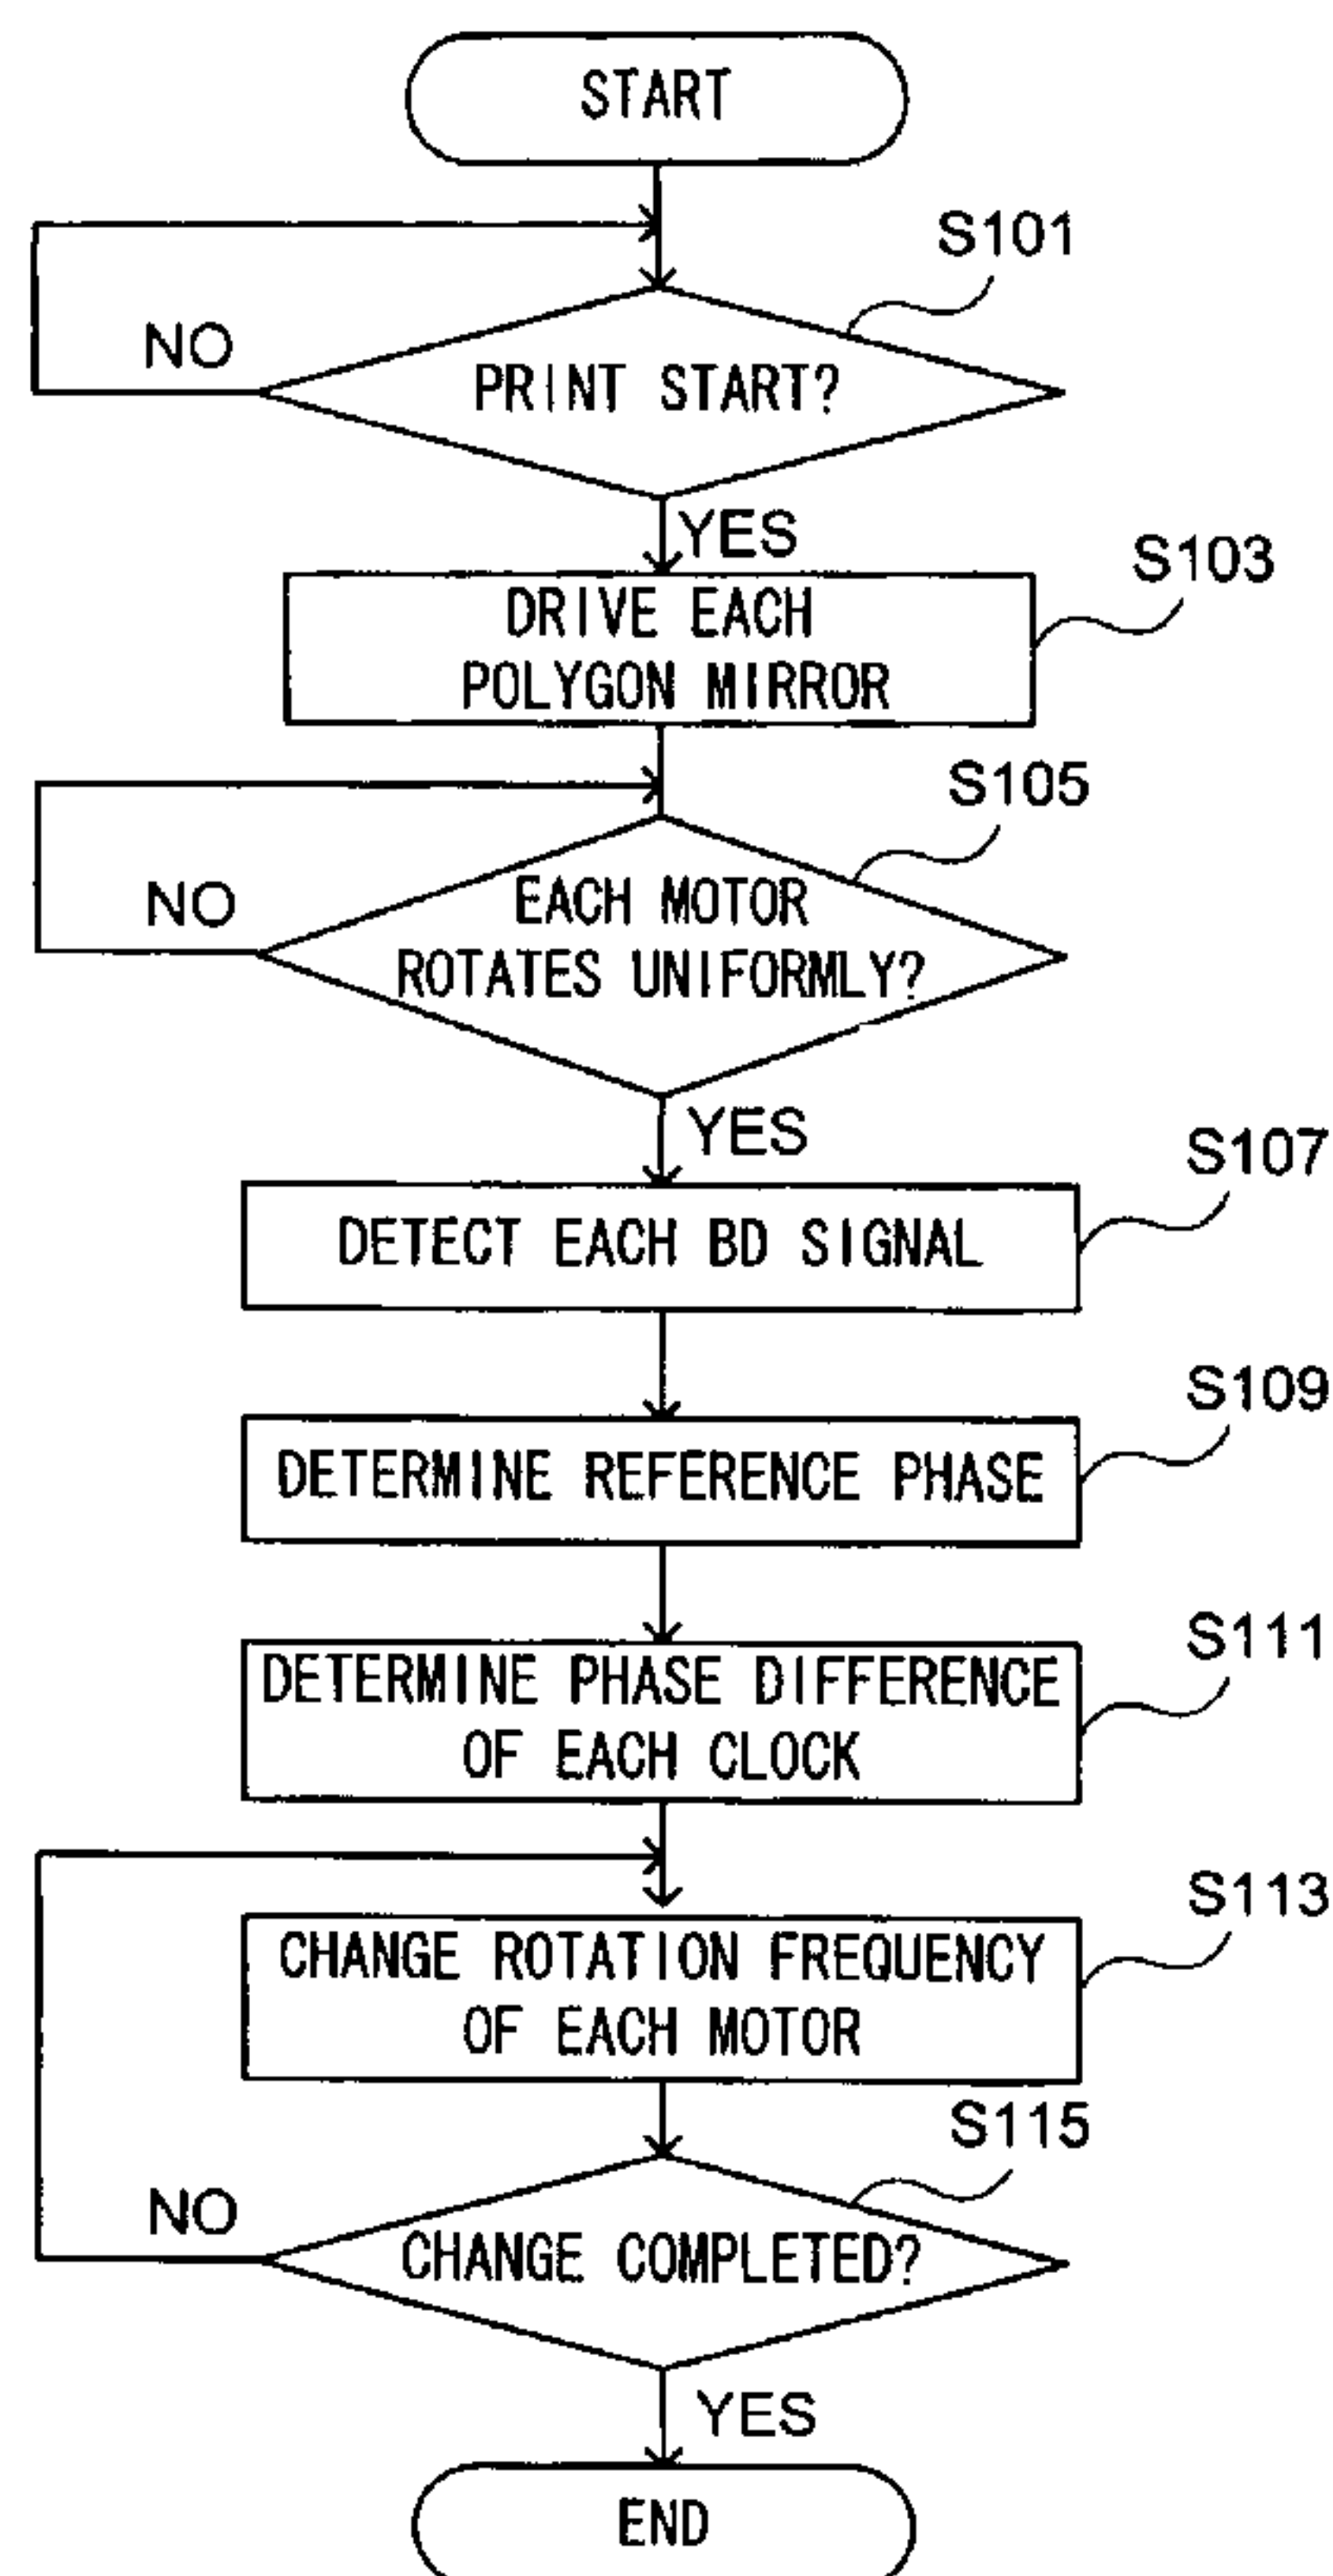 START
S101
NO
PRINT START?
YES
S103
DRIVE EACH
POLYGON MIRROR
S105
NO
EACH MOTOR
ROTATES UNIFORMLY?
YES
S107
DETECT EACH BD SIGNAL
S109
DETERMINE REFERENCE PHASE
S111
DETERMINE PHASE DIFFERENCE
OF EACH CLOCK
S113
CHANGE ROTATION FREQUENCY
OF EACH MOTOR
S115
NO
CHANGE COMPLETED?
YES
END